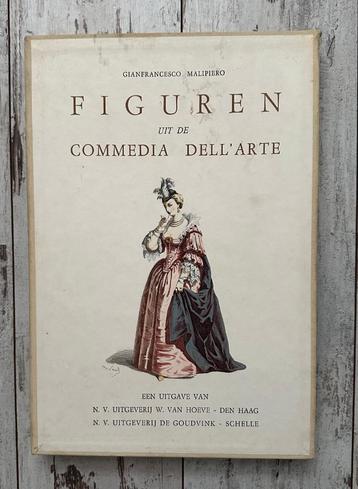 GIANFRANCESCO MALIPIERO
FIGUREN
UIT DE
COMMEDIA DELL'ARTE
EEN UITGAVE VAN
N. V. UITGEVERIJ W. VAN HOEVE - DEN HAAG
N. V. UITGEVERIJ DE GOUDVINK - SCHELLE